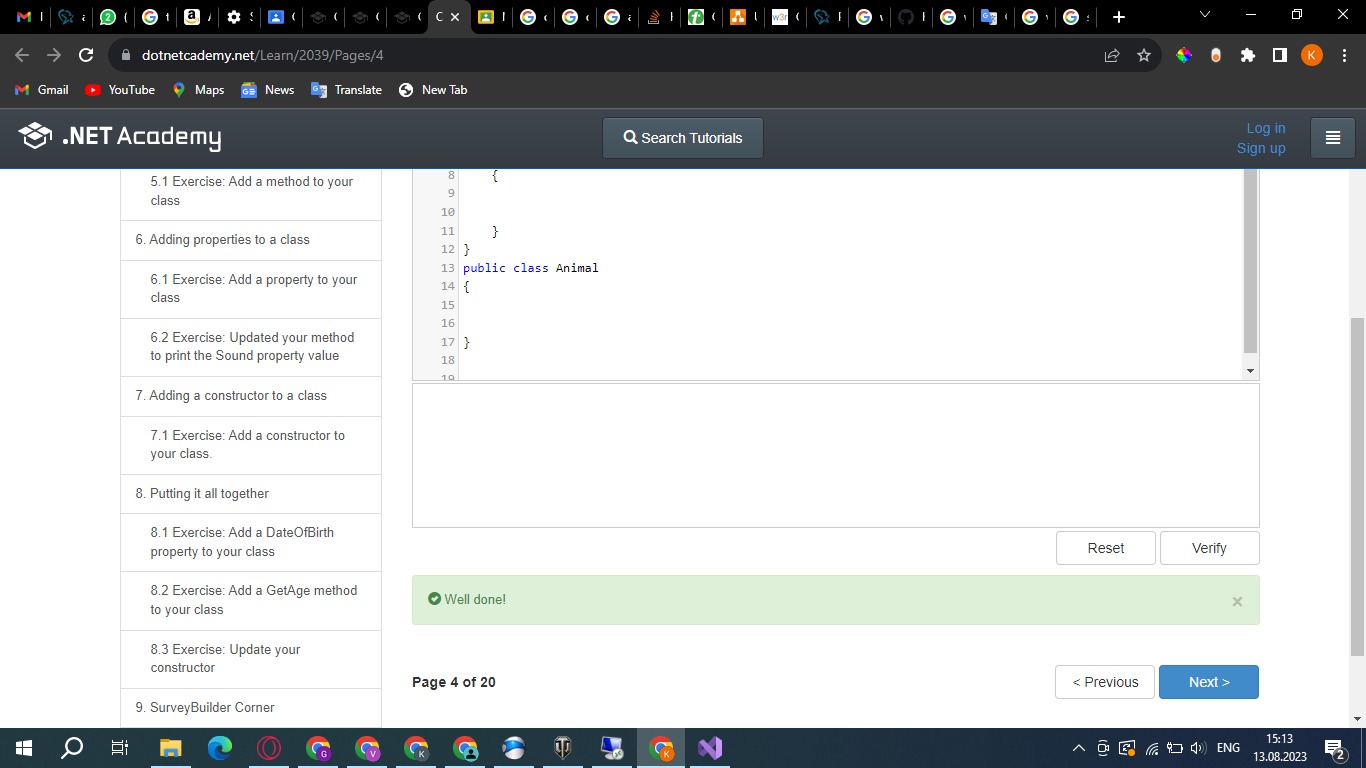 dotnetcademy.net/Learn/2039/Pages/4
K
Gmail
YouTube
Maps
News
Translate
New Tab
.NET Academy
Search Tutorials
Log in
Sign up
5.1 Exercise: Add a method to your
class
6. Adding properties to a class
6.1 Exercise: Add a property to your
class
6.2 Exercise: Updated your method
to print the Sound property value
7. Adding a constructor to a class
7.1 Exercise: Add a constructor to
your class.
8. Putting it all together
8.1 Exercise: Add a DateOfBirth
property to your class
8.2 Exercise: Add a GetAge method
to your class
8.3 Exercise: Update your
constructor
9. SurveyBuilder Corner
8 {
9
10
11 }
12 }
13 public class Animal
14 {
15
16
17 }
18
19
Reset
Verify
Well done!
×
Page 4 of 20
< Previous
Next >
ENG
15:13
13.08.2023
2